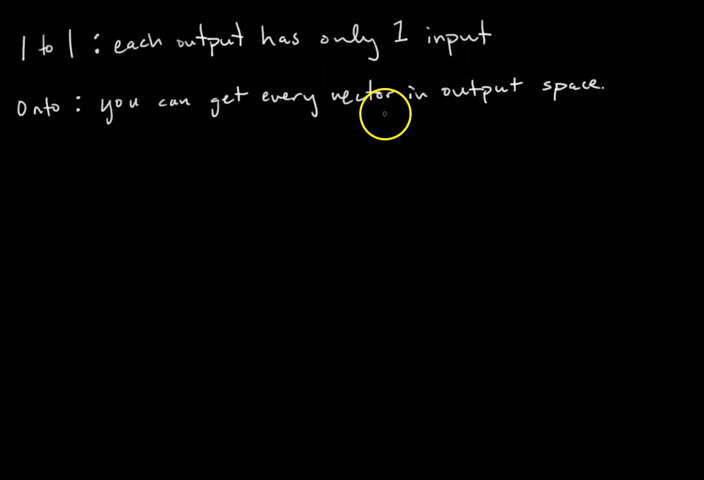 1 to 1 : each output has only 1 input
Onto : you can get every vector in output space.